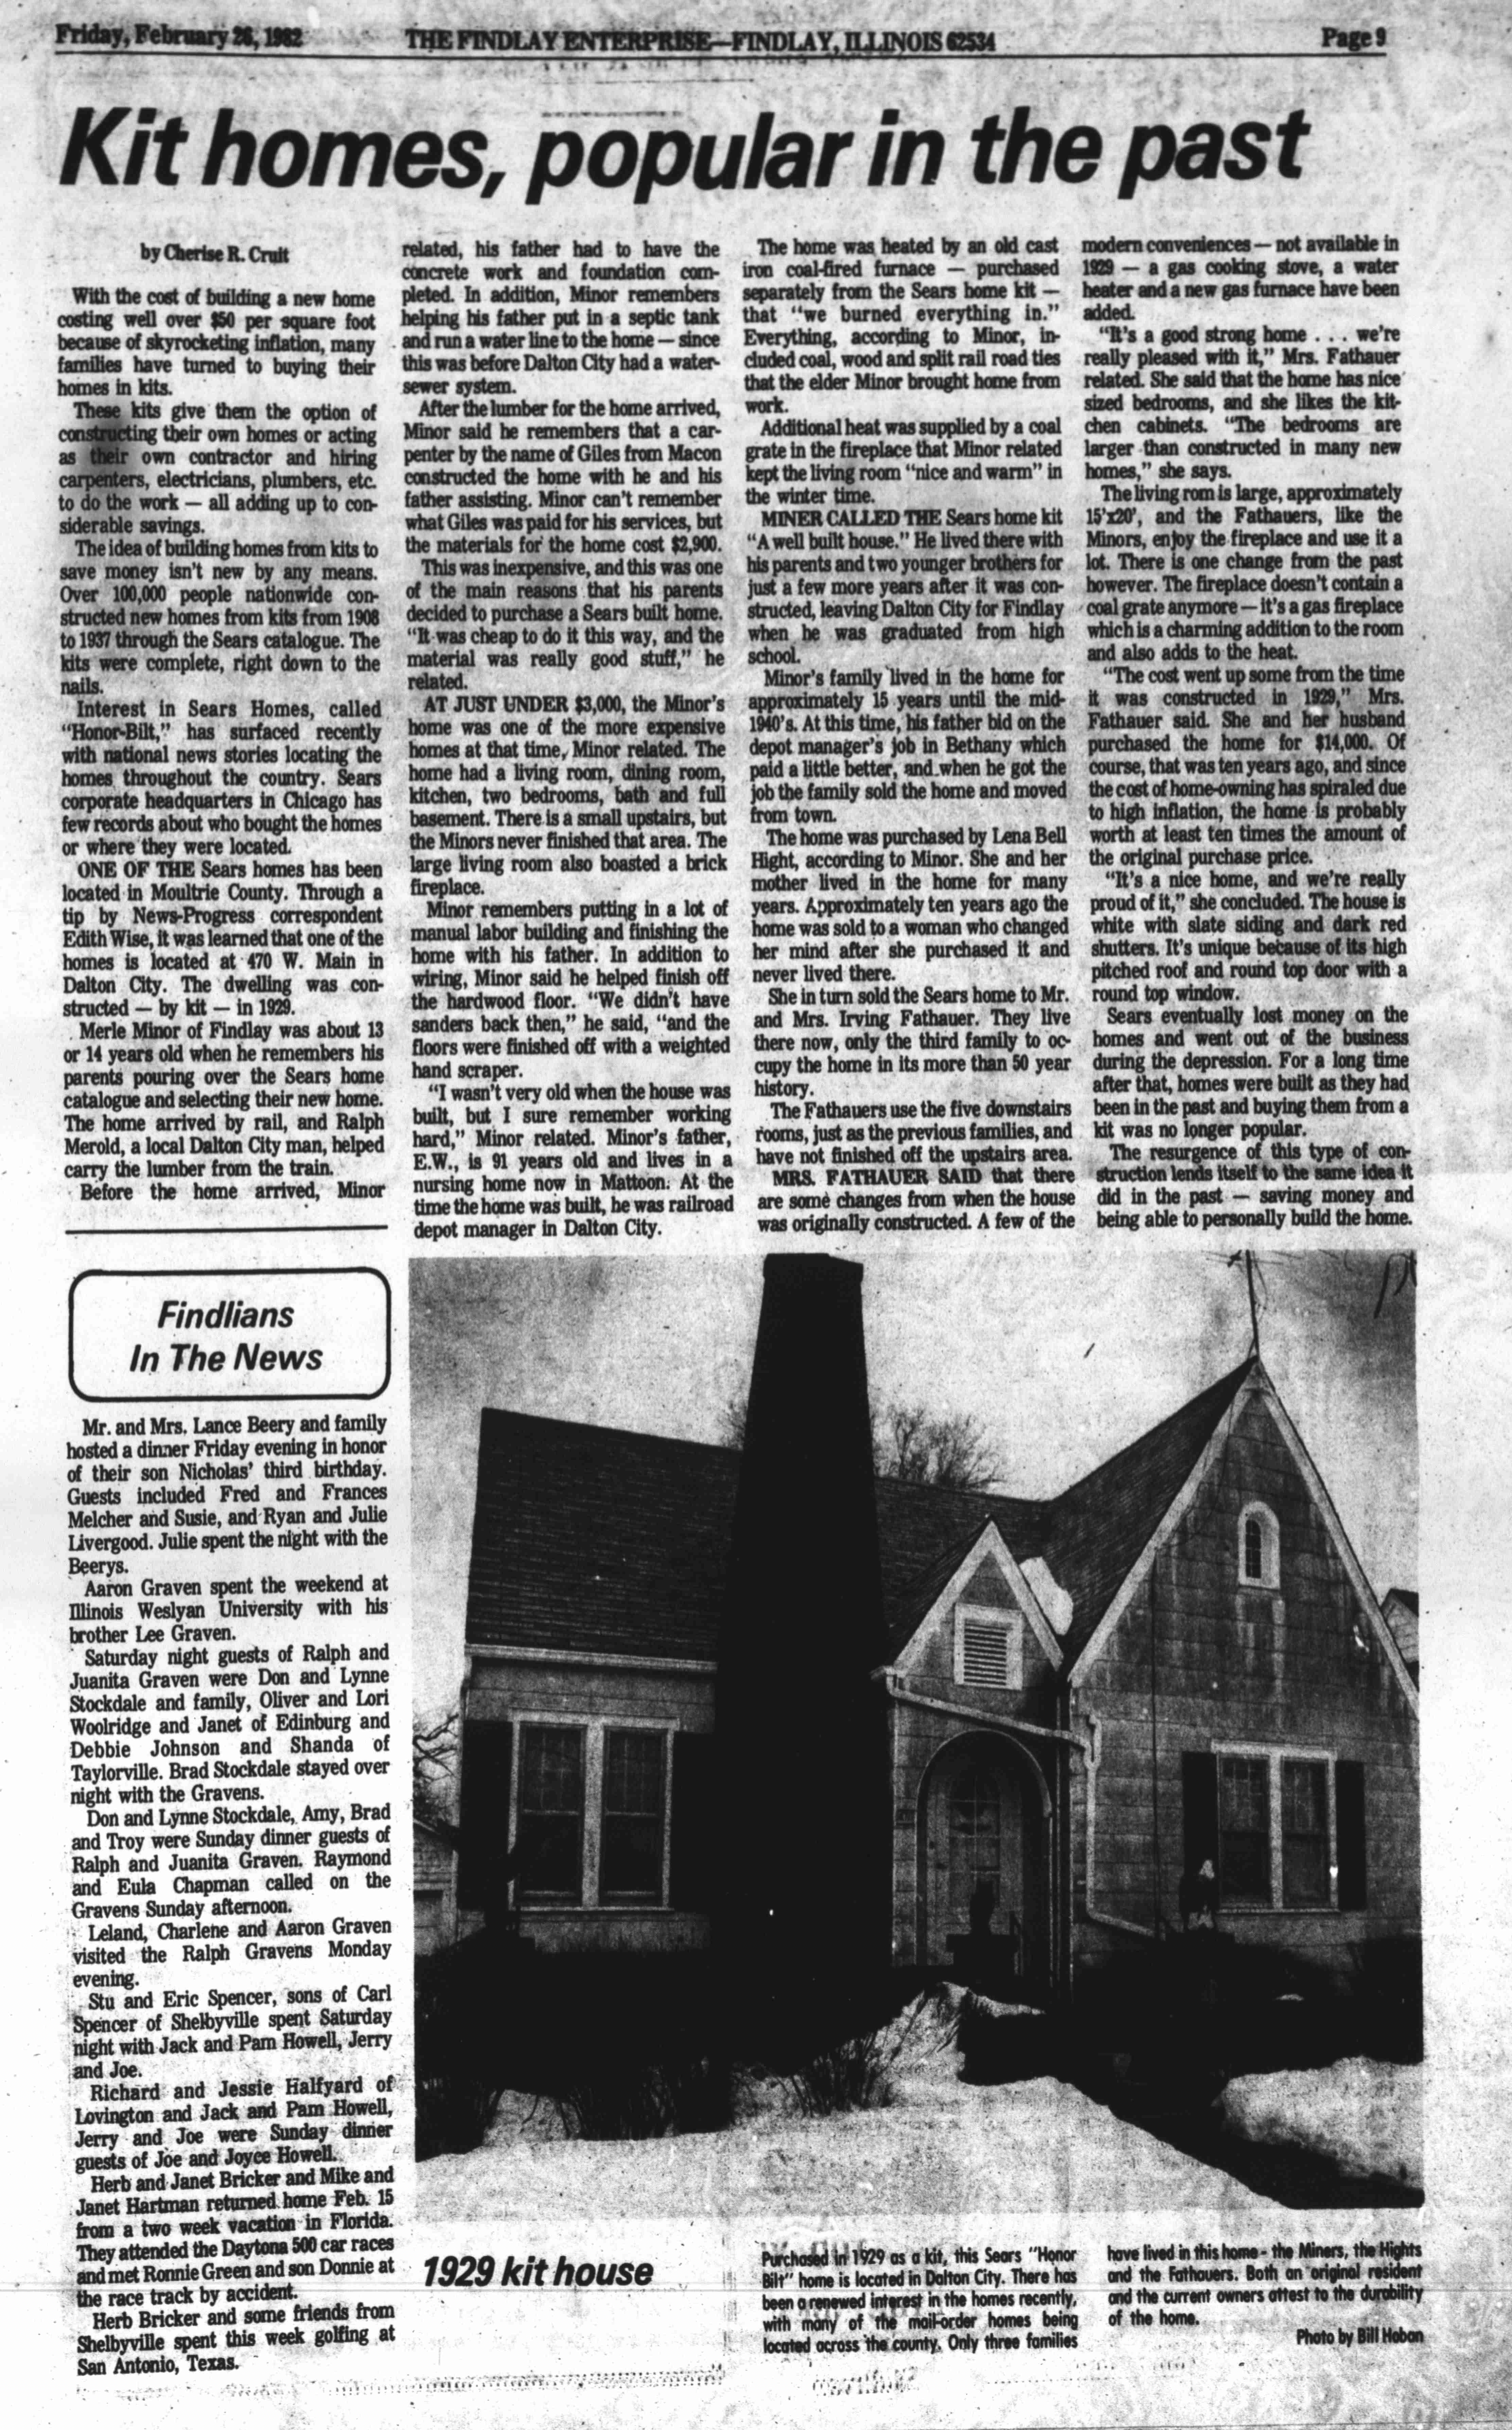 Friday, February 26, 1982
THE FINDLAY ENTERPRISE—FINDLAY, ILLINOIS 62534
Page 9
Kit homes, popular in the past
by Cherise R. Cruit
With the cost of building a new home
costing well over $50 per square foot
because of skyrocketing inflation, many
families have turned to buying their
homes in kits.
These kits give them the option of
constructing their own homes or acting
as their own contractor and hiring
carpenters, electricians, plumbers, etc.
to do the work — all adding up to con-
siderable savings.
The idea of building homes from kits to
save money isn't new by any means.
Over 100,000 people nationwide con-
structed new homes from kits from 1908
to 1937 through the Sears catalogue. The
kits were complete, right down to the
nails.
Interest in Sears Homes, called
"Honor-Bilt," has surfaced recently
with national news stories locating the
homes throughout the country. Sears
corporate headquarters in Chicago has
few records about who bought the homes
or where they were located.
ONE OF THE Sears homes has been
located in Moultrie County. Through a
tip by News-Progress correspondent
Edith Wise, it was learned that one of the
homes is located at 470 W. Main in
Dalton City. The dwelling was con-
structed — by kit — in 1929.
Merle Minor of Findlay was about 13
or 14 years old when he remembers his
parents pouring over the Sears home
catalogue and selecting their new home.
The home arrived by rail, and Ralph
Merold, a local Dalton City man, helped
carry the lumber from the train.
Before the home arrived, Minor
related, his father had to have the
concrete work and foundation com-
pleted. In addition, Minor remembers
helping his father put in a septic tank
and run a water line to the home — since
this was before Dalton City had a water-
sewer system.
After the lumber for the home arrived,
Minor said he remembers that a car-
penter by the name of Giles from Macon
constructed the home with he and his
father assisting. Minor can't remember
what Giles was paid for his services, but
the materials for the home cost $2,900.
This was inexpensive, and this was one
of the main reasons that his parents
decided to purchase a Sears built home.
"It was cheap to do it this way, and the
material was really good stuff," he
related.
AT JUST UNDER $3,000, the Minor's
home was one of the more expensive
homes at that time, Minor related. The
home had a living room, dining room,
kitchen, two bedrooms, bath and full
basement. There is a small upstairs, but
the Minors never finished that area. The
large living room also boasted a brick
fireplace.
Minor remembers putting in a lot of
manual labor building and finishing the
home with his father. In addition to
wiring, Minor said he helped finish off
the hardwood floor. "We didn't have
sanders back then," he said, "and the
floors were finished off with a weighted
hand scraper.
"I wasn't very old when the house was
built, but I sure remember working
hard," Minor related. Minor's father,
E.W., is 91 years old and lives in a
nursing home now in Mattoon. At the
time the home was built, he was railroad
depot manager in Dalton City.
The home was heated by an old cast
iron coal-fired furnace — purchased
separately from the Sears home kit —
that "we burned everything in."
Everything, according to Minor, in-
cluded coal, wood and split rail road ties
that the elder Minor brought home from
work.
Additional heat was supplied by a coal
grate in the fireplace that Minor related
kept the living room "nice and warm" in
the winter time.
MINER CALLED THE Sears home kit
"A well built house." He lived there with
his parents and two younger brothers for
just a few more years after it was con-
structed, leaving Dalton City for Findlay
when he was graduated from high
school.
Minor's family lived in the home for
approximately 15 years until the mid-
1940's. At this time, his father bid on the
depot manager's job in Bethany which
paid a little better, and when he got the
job the family sold the home and moved
from town.
The home was purchased by Lena Bell
Hight, according to Minor. She and her
mother lived in the home for many
years. Approximately ten years ago the
home was sold to a woman who changed
her mind after she purchased it and
never lived there.
She in turn sold the Sears home to Mr.
and Mrs. Irving Fathauer. They live
there now, only the third family to oc-
cupy the home in its more than 50 year
history.
The Fathauers use the five downstairs
rooms, just as the previous families, and
have not finished off the upstairs area.
MRS. FATHAUER SAID that there
are some changes from when the house
was originally constructed. A few of the
modern conveniences — not available in
1929 — a gas cooking stove, a water
heater and a new gas furnace have been
added.
"It's a good strong home . . . we're
really pleased with it," Mrs. Fathauer
related. She said that the home has nice
sized bedrooms, and she likes the kit-
chen cabinets. "The bedrooms are
larger than constructed in many new
homes," she says.
The living rom is large, approximately
15'x20', and the Fathauers, like the
Minors, enjoy the fireplace and use it a
lot. There is one change from the past
however. The fireplace doesn't contain a
coal grate anymore — it's a gas fireplace
which is a charming addition to the room
and also adds to the heat.
"The cost went up some from the time
it was constructed in 1929," Mrs.
Fathauer said. She and her husband
purchased the home for $14,000. Of
course, that was ten years ago, and since
the cost of home-owning has spiraled due
to high inflation, the home is probably
worth at least ten times the amount of
the original purchase price.
"It's a nice home, and we're really
proud of it," she concluded. The house is
white with slate siding and dark red
shutters. It's unique because of its high
pitched roof and round top door with a
round top window.
Sears eventually lost money on the
homes and went out of the business
during the depression. For a long time
after that, homes were built as they had
been in the past and buying them from a
kit was no longer popular.
The resurgence of this type of con-
struction lends itself to the same idea it
did in the past — saving money and
being able to personally build the home.
Findlians
In The News
Mr. and Mrs. Lance Beery and family
hosted a dinner Friday evening in honor
of their son Nicholas' third birthday.
Guests included Fred and Frances
Melcher and Susie, and Ryan and Julie
Livergood. Julie spent the night with the
Beerys.
Aaron Graven spent the weekend at
Illinois Weslyan University with his
brother Lee Graven.
Saturday night guests of Ralph and
Juanita Graven were Don and Lynne
Stockdale and family, Oliver and Lori
Woolridge and Janet of Edinburg and
Debbie Johnson and Shanda of
Taylorville. Brad Stockdale stayed over
night with the Gravens.
Don and Lynne Stockdale, Amy, Brad
and Troy were Sunday dinner guests of
Ralph and Juanita Graven. Raymond
and Eula Chapman called on the
Gravens Sunday afternoon.
Leland, Charlene and Aaron Graven
visited the Ralph Gravens Monday
evening.
Stu and Eric Spencer, sons of Carl
Spencer of Shelbyville spent Saturday
night with Jack and Pam Howell, Jerry
and Joe.
Richard and Jessie Halfyard of
Lovington and Jack and Pam Howell,
Jerry and Joe were Sunday dinner
guests of Joe and Joyce Howell.
Herb and Janet Bricker and Mike and
Janet Hartman returned home Feb. 15
from a two week vacation in Florida.
They attended the Daytona 500 car races
and met Ronnie Green and son Donnie at
the race track by accident.
Herb Bricker and some friends from
Shelbyville spent this week golfing at
San Antonio, Texas.
1929 kit house
Purchased in 1929 as a kit, this Sears "Honor
Bilt" home is located in Dalton City. There has
been a renewed interest in the homes recently,
with many of the mail-order homes being
located across the county. Only three families
have lived in this home - the Miners, the Hights
and the Fathauers. Both an original resident
and the current owners attest to the durability
of the home.
Photo by Bill Hoban